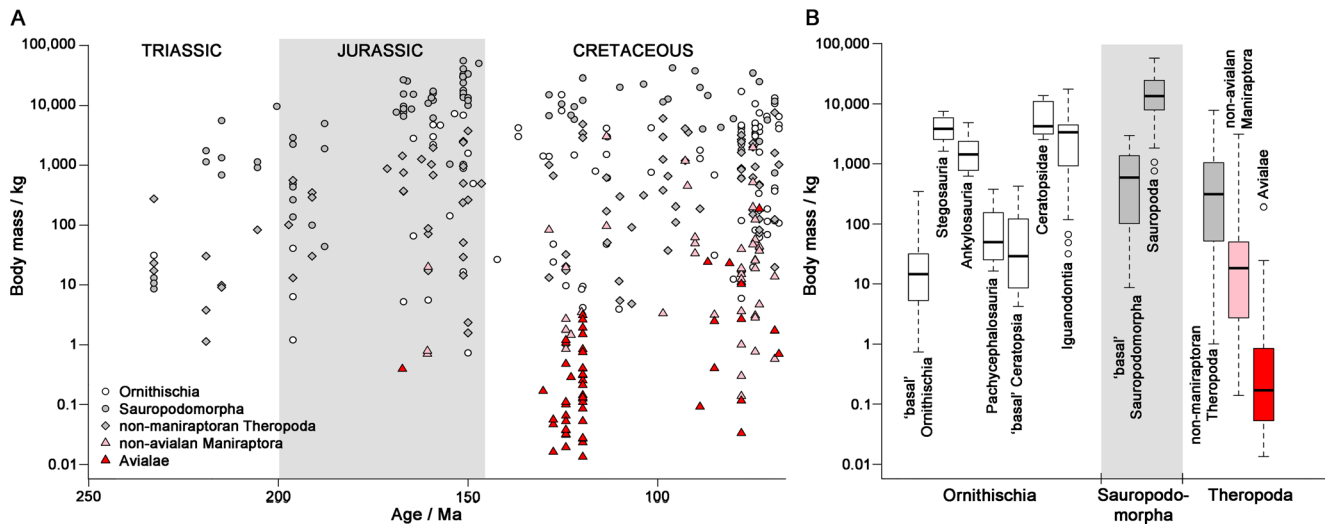 A
TRIASSIC
JURASSIC
CRETACEOUS
100,000
10,000
1,000
100
10
1
0.1
0.01
Body mass / kg
Ornithischia
Sauropodomorpha
non-maniraptoran Theropoda
non-avialan Maniraptora
Avialae
250
200
150
100
Age / Ma
B
100,000
10,000
1,000
100
10
1
0.1
0.01
Body mass / kg
'basal'
Ornithischia
Stegosauria
Ankylosauria
Pachycephalosauria
'basal' Ceratopsia
Ceratopsidae
Iguanodontia
'basal'
Sauropodomorpha
Sauropoda
non-maniraptoran
Theropoda
non-avialan
Maniraptora
Avialae
Ornithischia
Sauropodo-
morpha
Theropoda